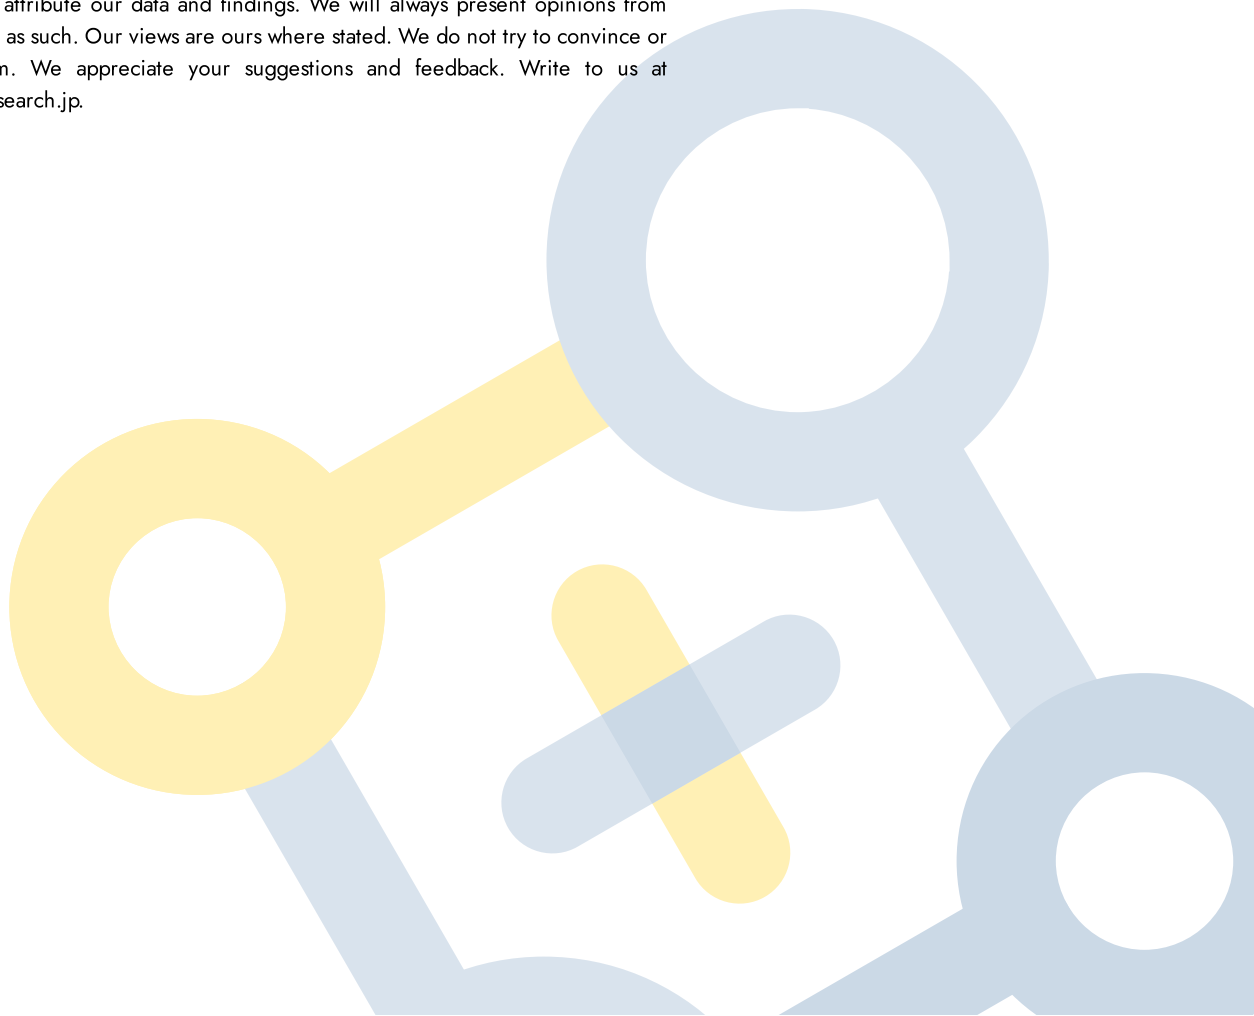 attribute our data and findings. We will always present opinions from
as such. Our views are ours where stated. We do not try to convince or
m. We appreciate your suggestions and feedback. Write to us at
search.jp.